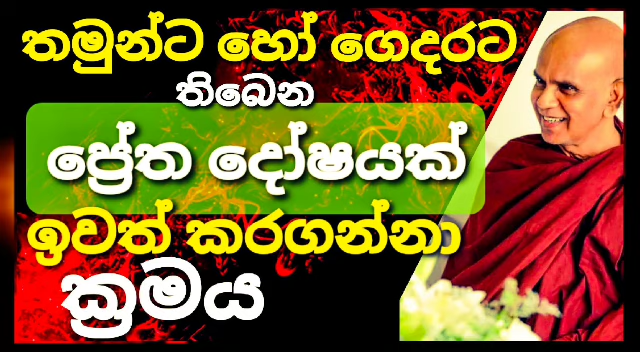 තමුන්ට හෝ ගෙදරට
තිබෙන
ප්‍රේත දෝෂයක්
ඉවත් කරගන්නා
ක්‍රමය